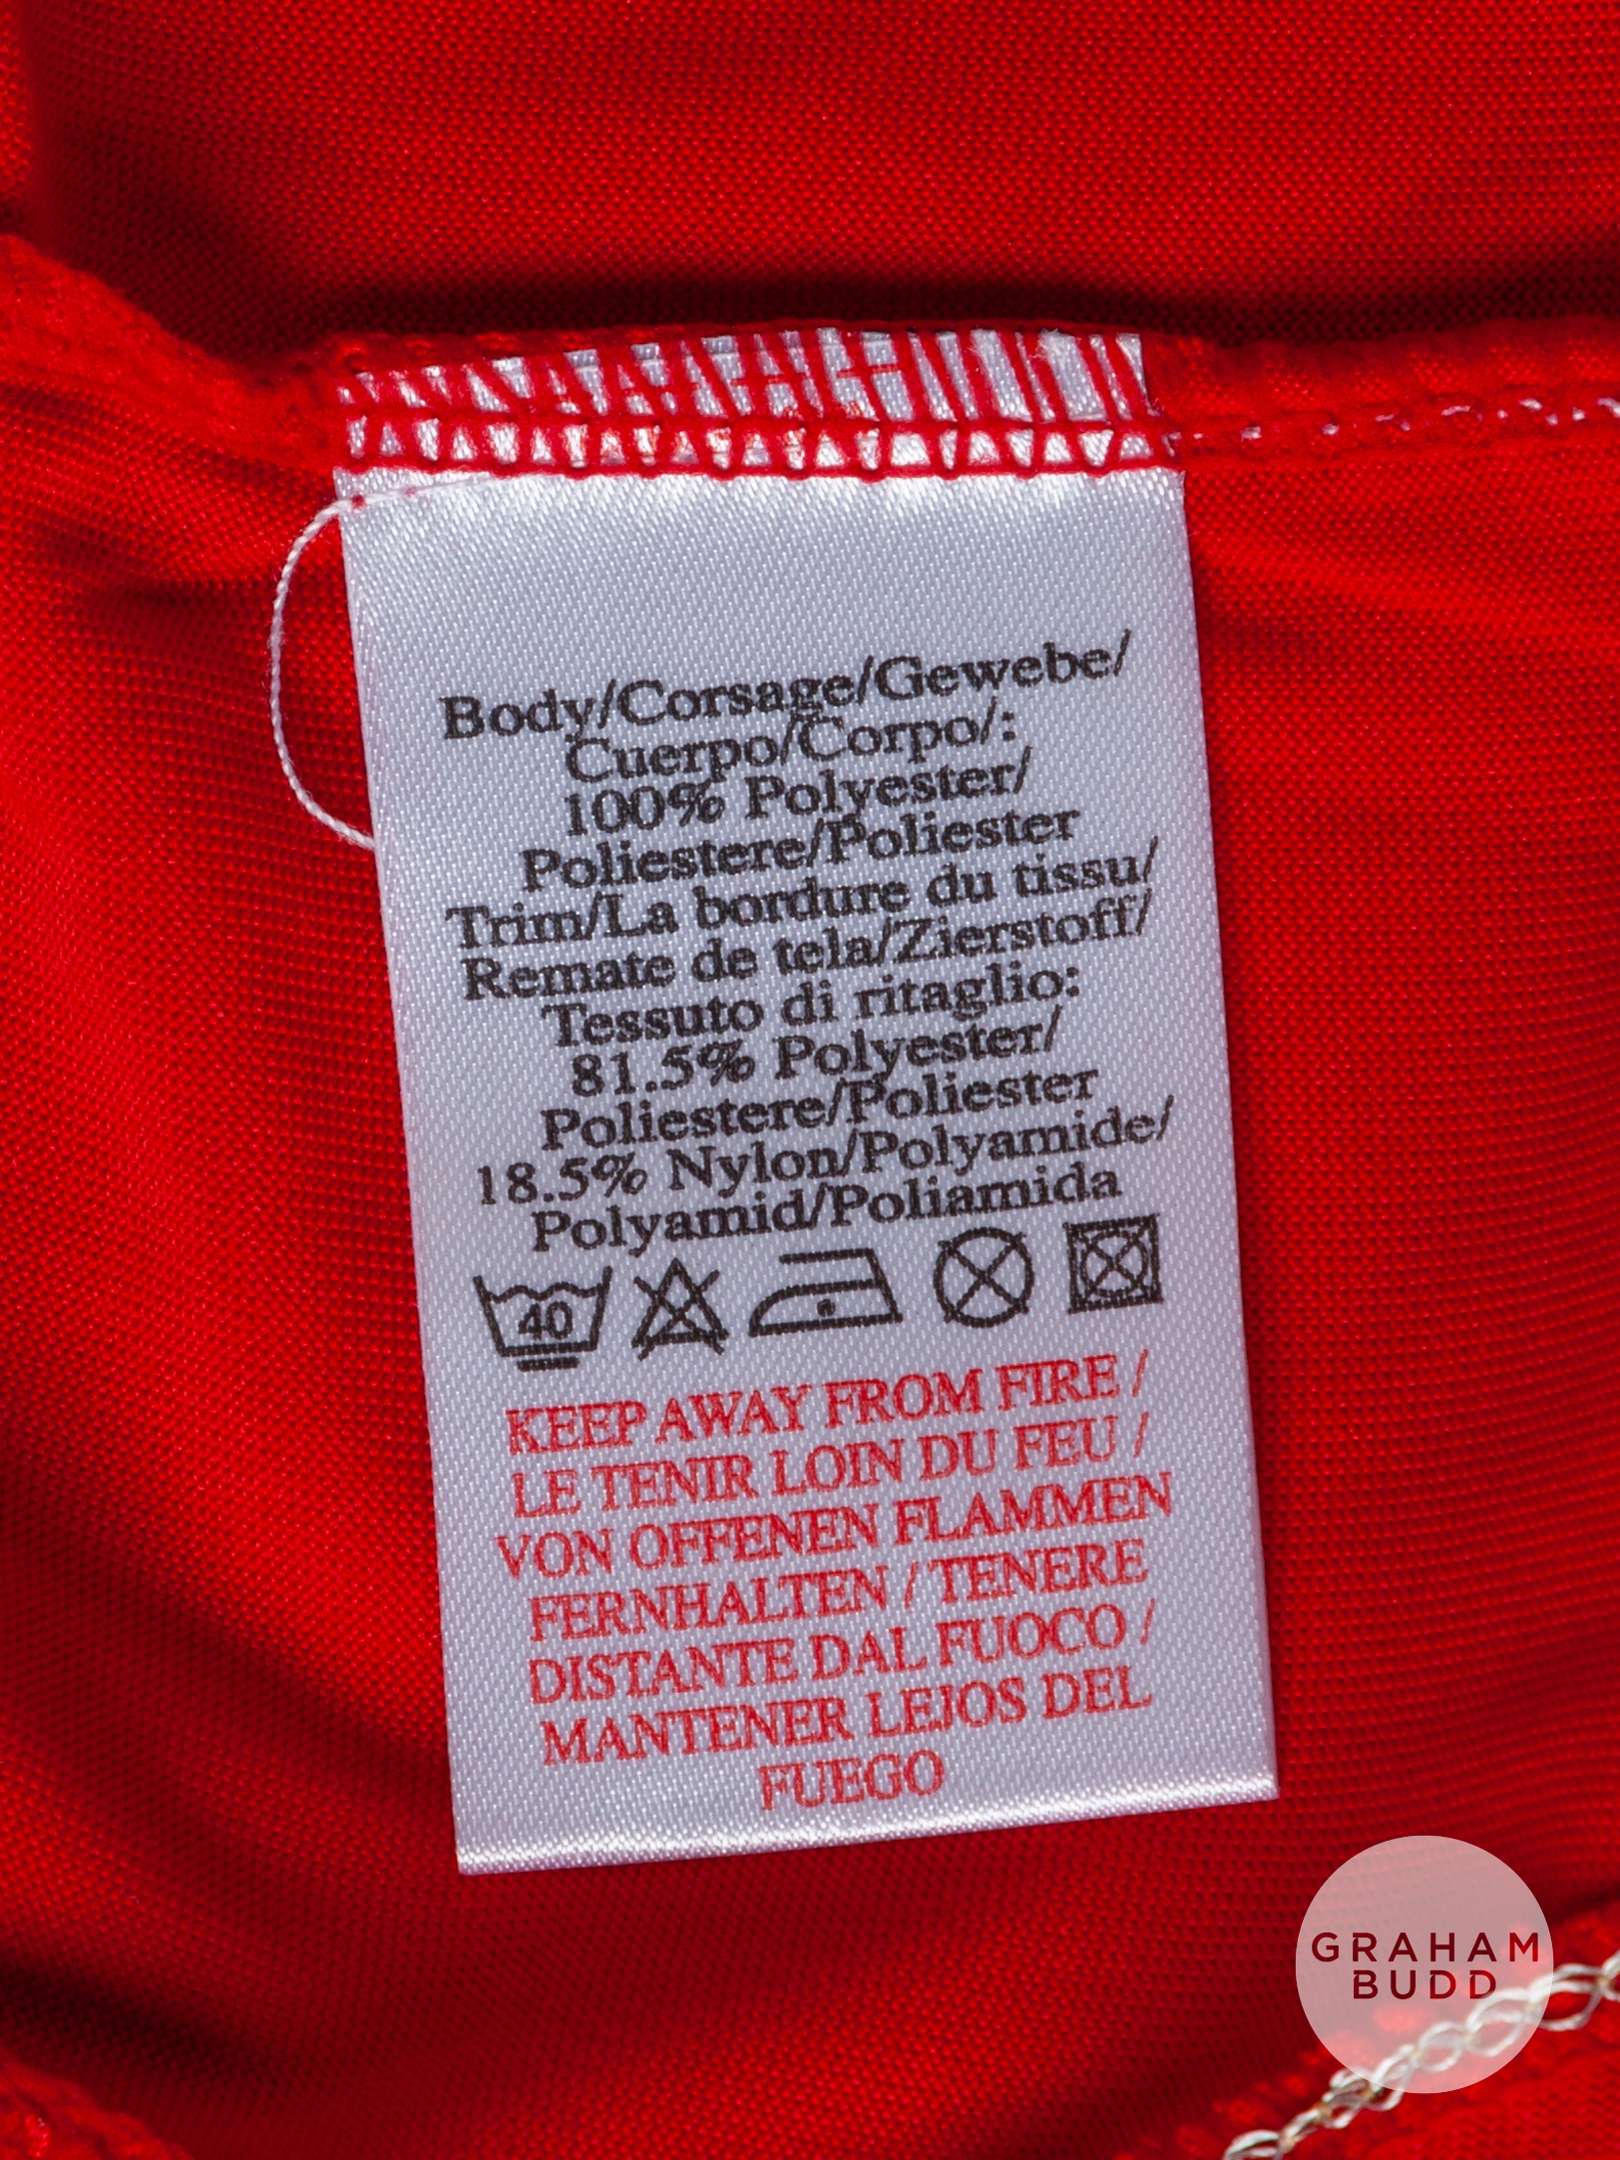 Body/Corsage/Gewebe/
Cuerpo/Corpo/:
100% Polyester/
Poliestere/Poliester
Trim/La bordure du tissu/
Remate de tela/Zierstoff/
Tessuto di ritaglio:
81.5% Polyester/
Poliestere/Poliester
18.5% Nylon/Polyamide/
Polyamid/Poliamida
40
KEEP AWAY FROM FIRE /
LE TENIR LOIN DU FEU /
VON OFFENEN FLAMMEN
FERNHALTEN / TENERE
DISTANTE DAL FUOCO /
MANTENER LEJOS DEL
FUEGO
GRAHAM
BUDD